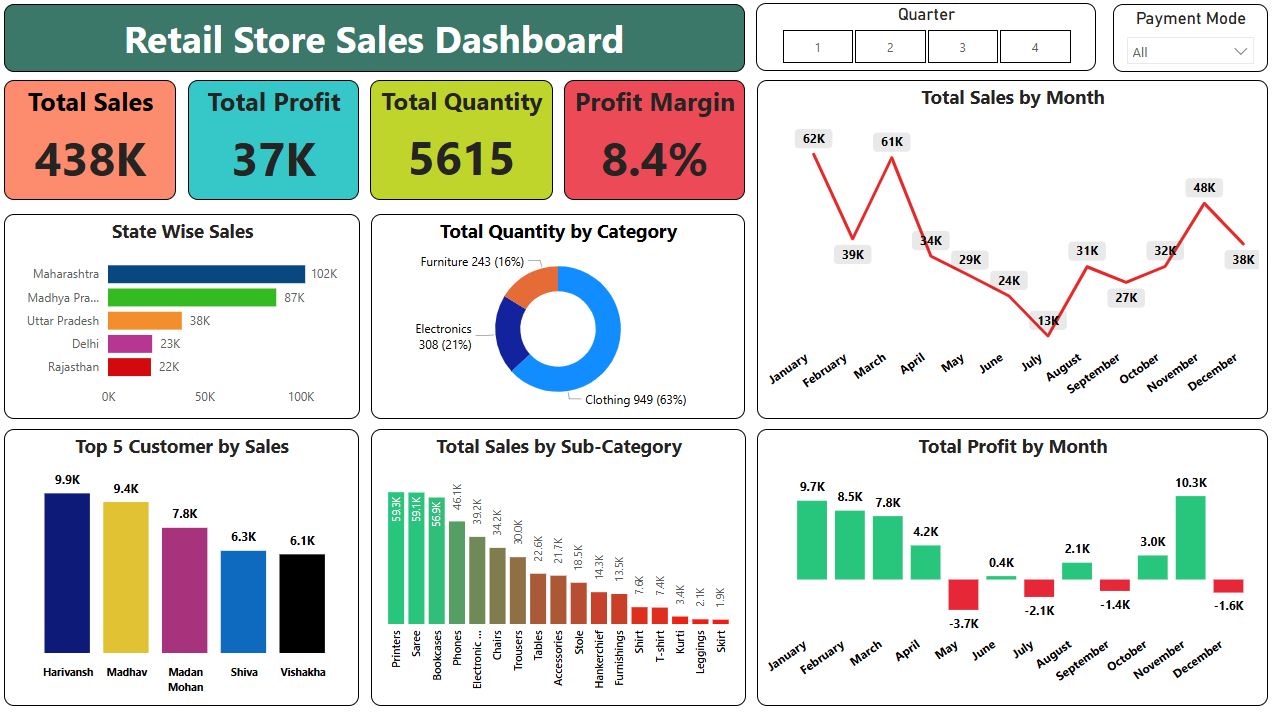 Retail Store Sales Dashboard
Quarter
1 2 3 4
Payment Mode
All
Total Sales
438K
Total Profit
37K
Total Quantity
5615
Profit Margin
8.4%
Total Sales by Month
62K
39K
61K
34K
29K
24K
13K
31K
27K
32K
48K
38K
January
February
March
April
May
June
July
August
September
October
November
December
State Wise Sales
Maharashtra 102K
Madhya Pra... 87K
Uttar Pradesh 38K
Delhi 23K
Rajasthan 22K
0K 50K 100K
Total Quantity by Category
Furniture 243 (16%)
Electronics
308 (21%)
Clothing 949 (63%)
Top 5 Customer by Sales
9.9K
9.4K
7.8K
6.3K
6.1K
Harivansh
Madhav
Madan
Mohan
Shiva
Vishakha
Total Sales by Sub-Category
59.3K
59.1K
56.9K
46.1K
39.2K
34.2K
30.0K
22.6K
21.7K
18.5K
14.3K
13.5K
7.6K
7.4K
3.4K
2.1K
1.9K
Printers
Saree
Bookcases
Phones
Electronic ...
Chairs
Trousers
Tables
Accessories
Stole
Hankerchief
Furnishings
Shirt
T-shirt
Kurti
Leggings
Skirt
Total Profit by Month
9.7K
8.5K
7.8K
4.2K
-3.7K
0.4K
-2.1K
2.1K
-1.4K
3.0K
10.3K
-1.6K
January
February
March
April
May
June
July
August
September
October
November
December